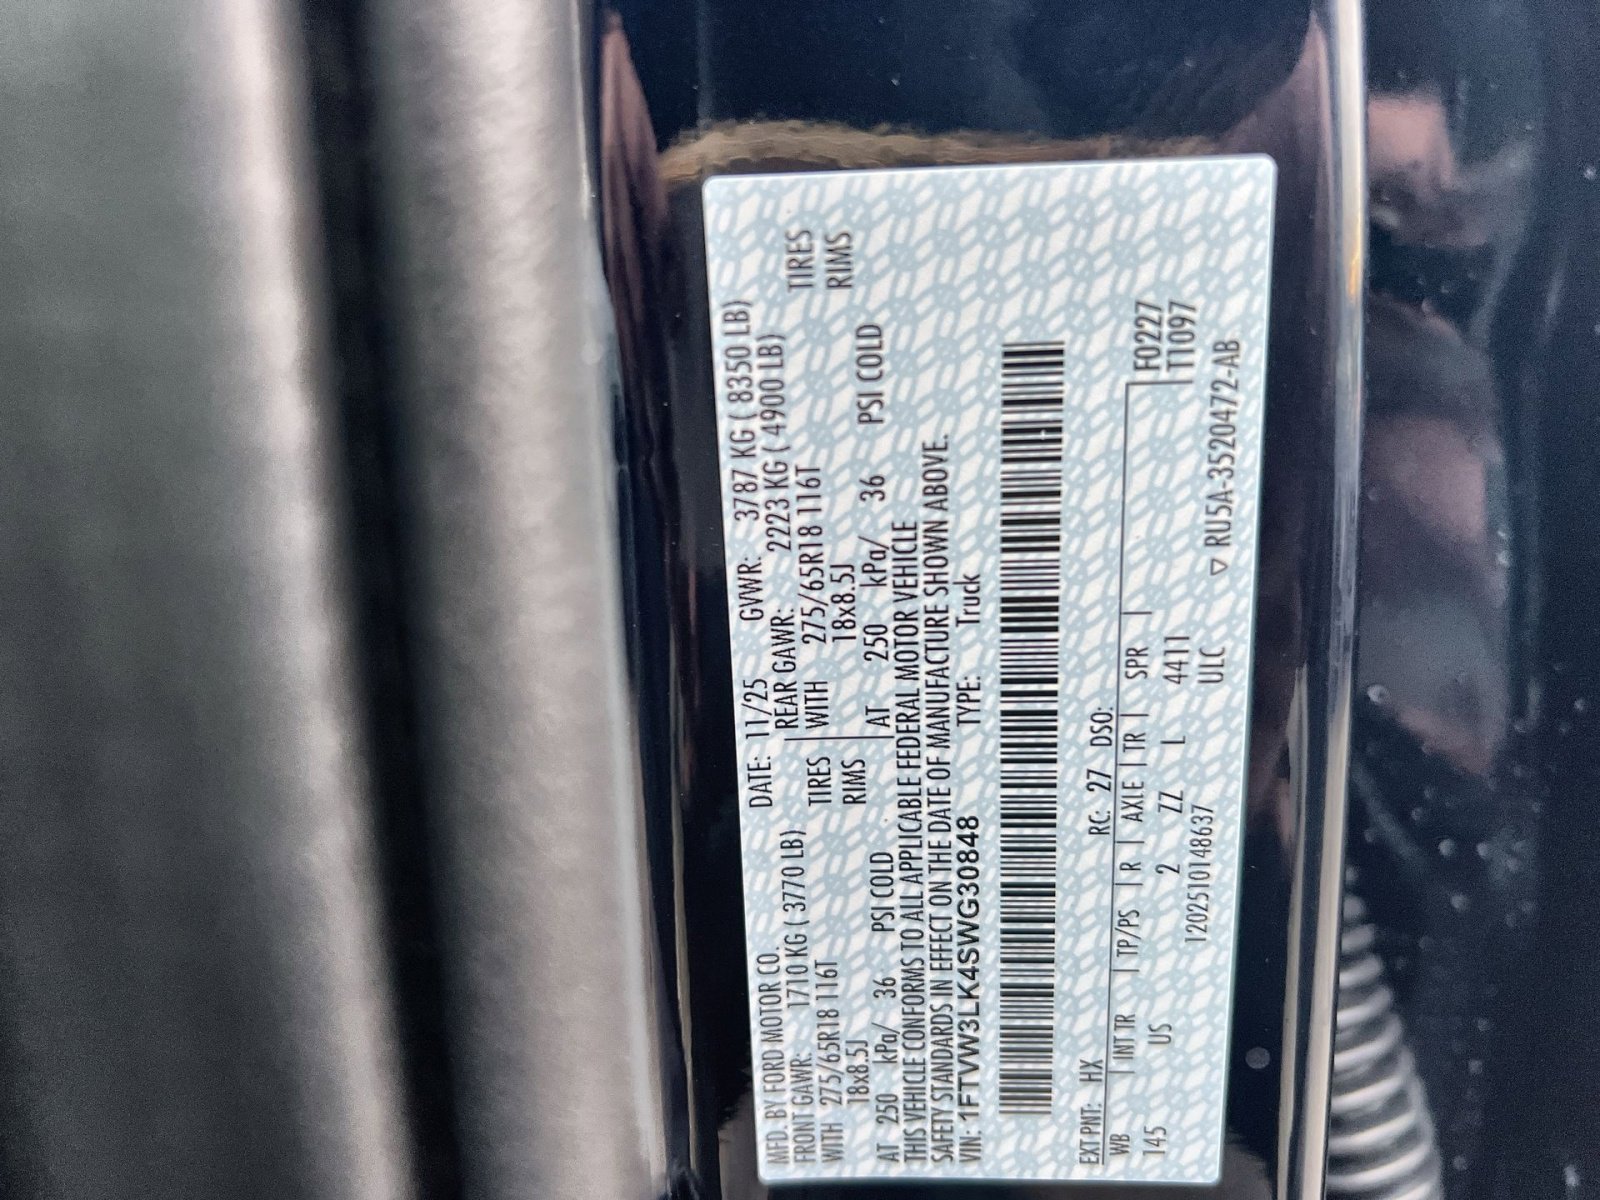 MFD. BY FORD MOTOR CO. DATE: 11/25 GVWR: 3787 KG ( 8350 LB)
FRONT GAWR: 1710 KG ( 3770 LB) REAR GAWR: 2223 KG ( 4900 LB)
WITH 275/65R18 116T TIRES WITH 275/65R18 116T TIRES
18x8.5J RIMS 18x8.5J RIMS
AT 250 kPa/ 36 PSI COLD AT 250 kPa/ 36 PSI COLD
THIS VEHICLE CONFORMS TO ALL APPLICABLE FEDERAL MOTOR VEHICLE
SAFETY STANDARDS IN EFFECT ON THE DATE OF MANUFACTURE SHOWN ABOVE.
VIN: 1FTVW3LK4SWG30848 TYPE: Truck
EXT PNT: HX RC: 27 DSO: F0227
WB INT TR TP/PS R AXLE TR SPR T1097
145 US 2 ZZ L 4411
120251014 8637 ULC ▽ RU5A-3520472-AB